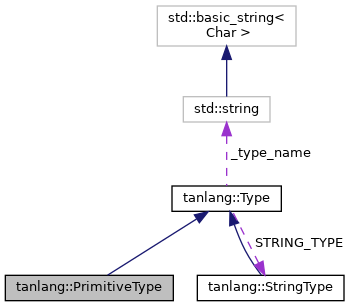 std::basic_string<
Char >
std::string
_type_name
tanlang::Type
STRING_TYPE
tanlang::PrimitiveType
tanlang::StringType